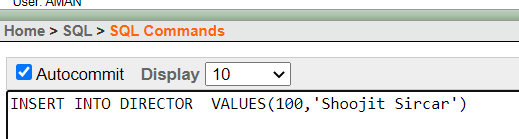 User: AMAN
Home > SQL > SQL Commands
Autocommit Display 10
INSERT INTO DIRECTOR  VALUES(100,'Shoojit Sircar')